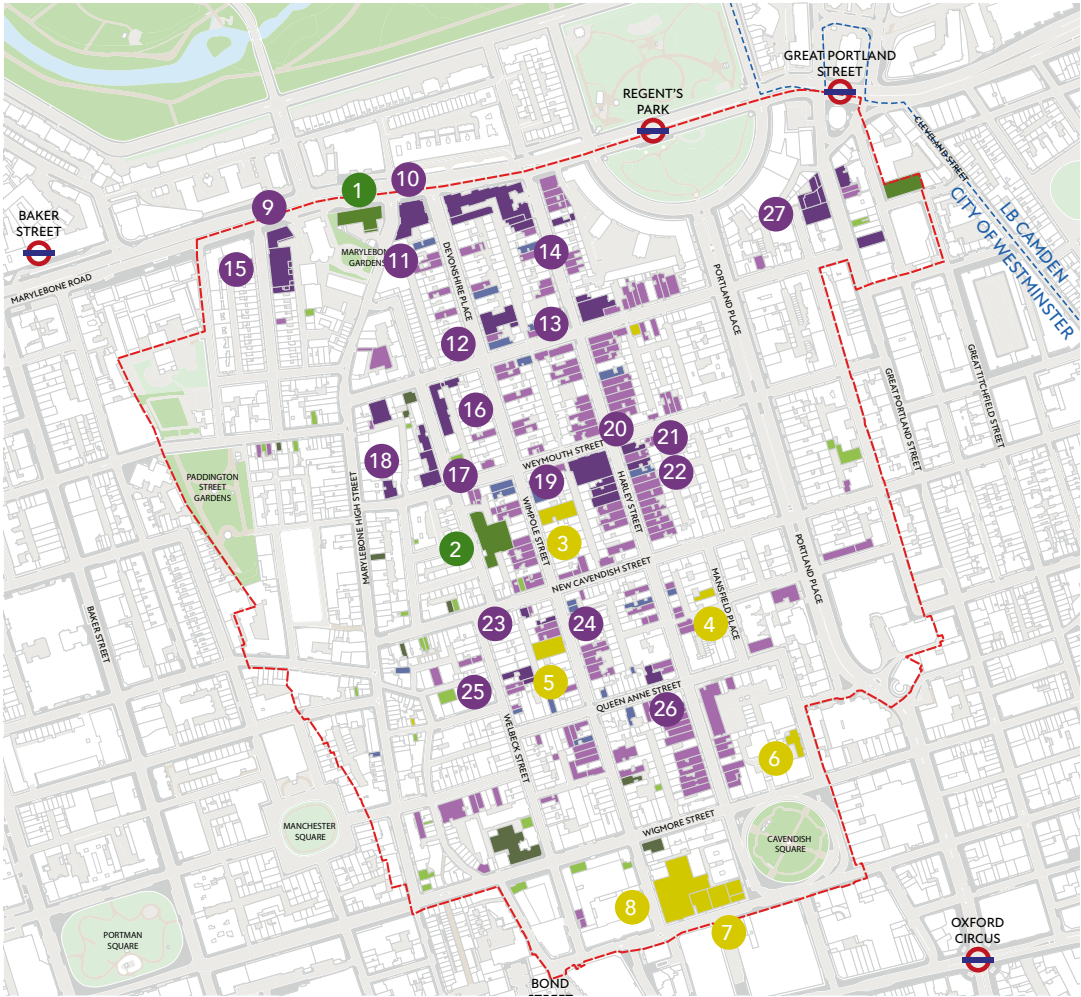 GREAT PORTLAND
STREET
REGENT'S
PARK
CLEVELAND STREET
LB CAMDEN
CITY OF WESTMINSTER
1
10
9
27
BAKER
STREET
MARYLEBONE
GARDENS
11
14
15
MARYLEBONE ROAD
DEVONSHIRE PLACE
PORTLAND PLACE
12
13
GREAT PORTLAND STREET
GREAT TITCHFIELD STREET
16
20
21
WEYMOUTH STREET
18
17
19
22
PADDINGTON
STREET
GARDENS
MARYLEBONE HIGH STREET
WIMPOLE STREET
HARLEY STREET
2
3
NEW CAVENDISH STREET
PORTLAND PLACE
MANSFIELD PLACE
BAKER STREET
23
24
4
5
25
QUEEN ANNE STREET
26
WELBECK STREET
6
MANCHESTER
SQUARE
WIGMORE STREET
CAVENDISH
SQUARE
8
7
PORTMAN
SQUARE
OXFORD
CIRCUS
BOND